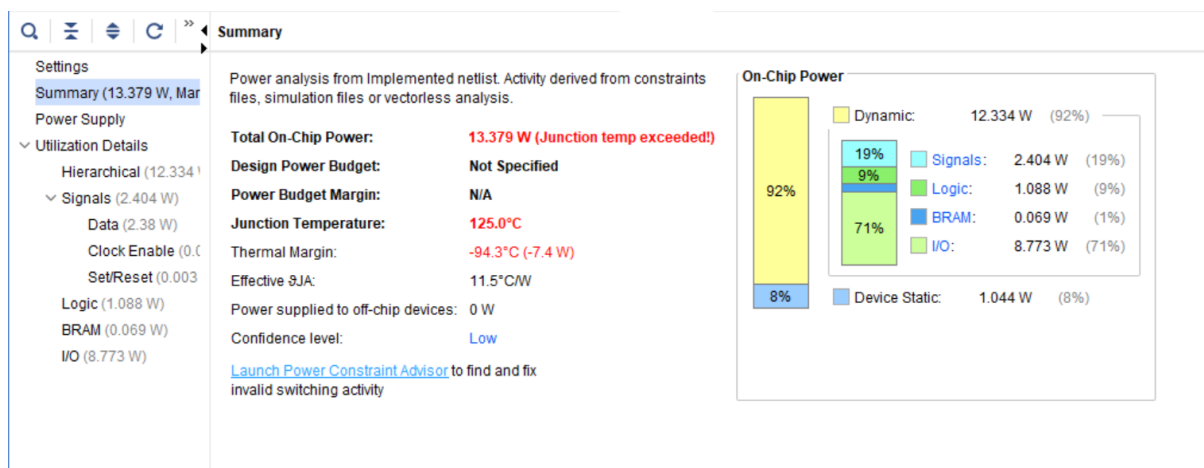 »
Summary
Settings
Summary (13.379 W, Mar
Power Supply
Utilization Details
Hierarchical (12.334
Signals (2.404 W)
Data (2.38 W)
Clock Enable (0.0
Set/Reset (0.003
Logic (1.088 W)
BRAM (0.069 W)
I/O (8.773 W)
Power analysis from Implemented netlist. Activity derived from constraints
files, simulation files or vectorless analysis.
Total On-Chip Power: 13.379 W (Junction temp exceeded!)
Design Power Budget: Not Specified
Power Budget Margin: N/A
Junction Temperature: 125.0°C
Thermal Margin: -94.3°C (-7.4 W)
Effective ϑJA: 11.5°C/W
Power supplied to off-chip devices: 0 W
Confidence level: Low
Launch Power Constraint Advisor to find and fix
invalid switching activity
On-Chip Power
92%
8%
Dynamic: 12.334 W (92%)
19%
9%
71%
Signals: 2.404 W (19%)
Logic: 1.088 W (9%)
BRAM: 0.069 W (1%)
I/O: 8.773 W (71%)
Device Static: 1.044 W (8%)